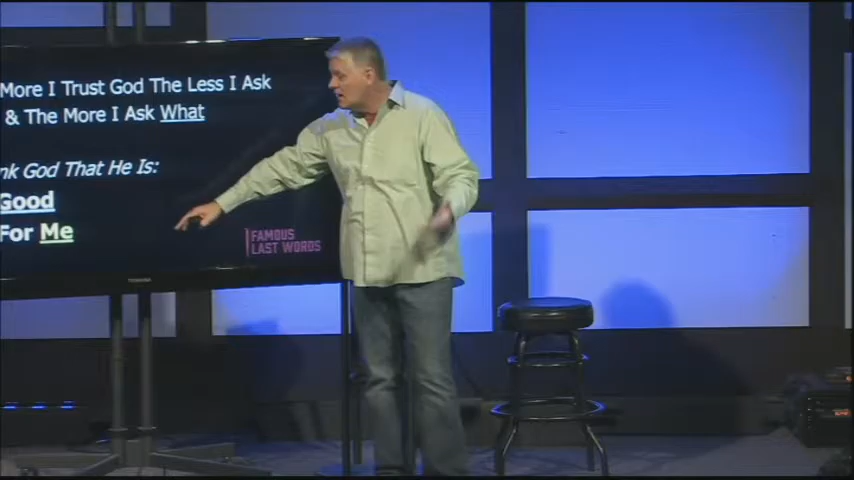 More I Trust God The Less I Ask
& The More I Ask What
God That He Is:
Good
For Me
FAMOUS
LAST WORDS
TOSHIBA